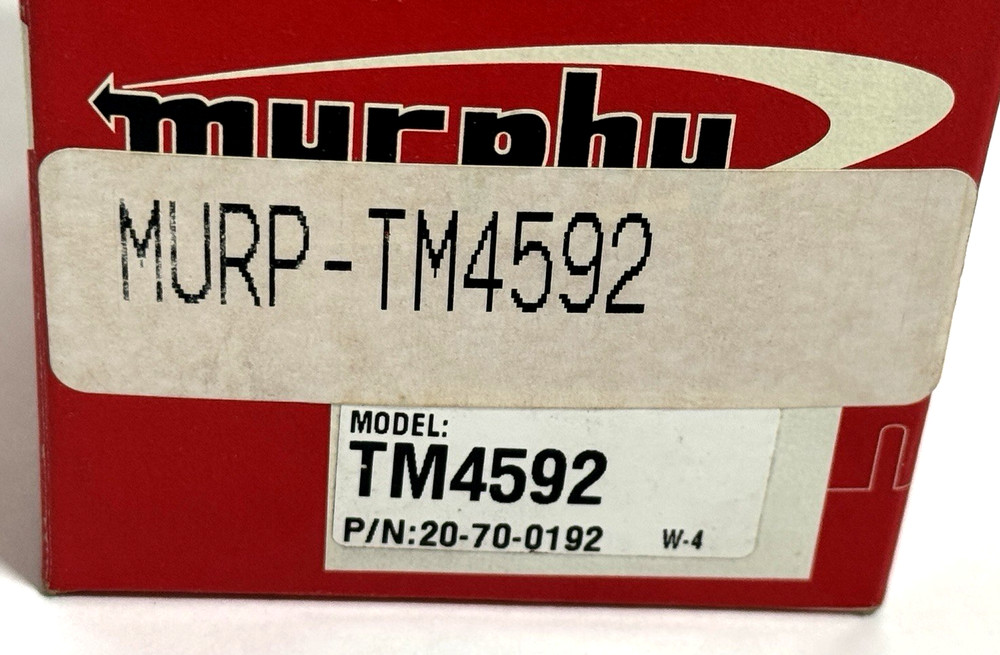 murphy
MURP-TM4592
MODEL:
TM4592
P/N:20-70-0192 W-4